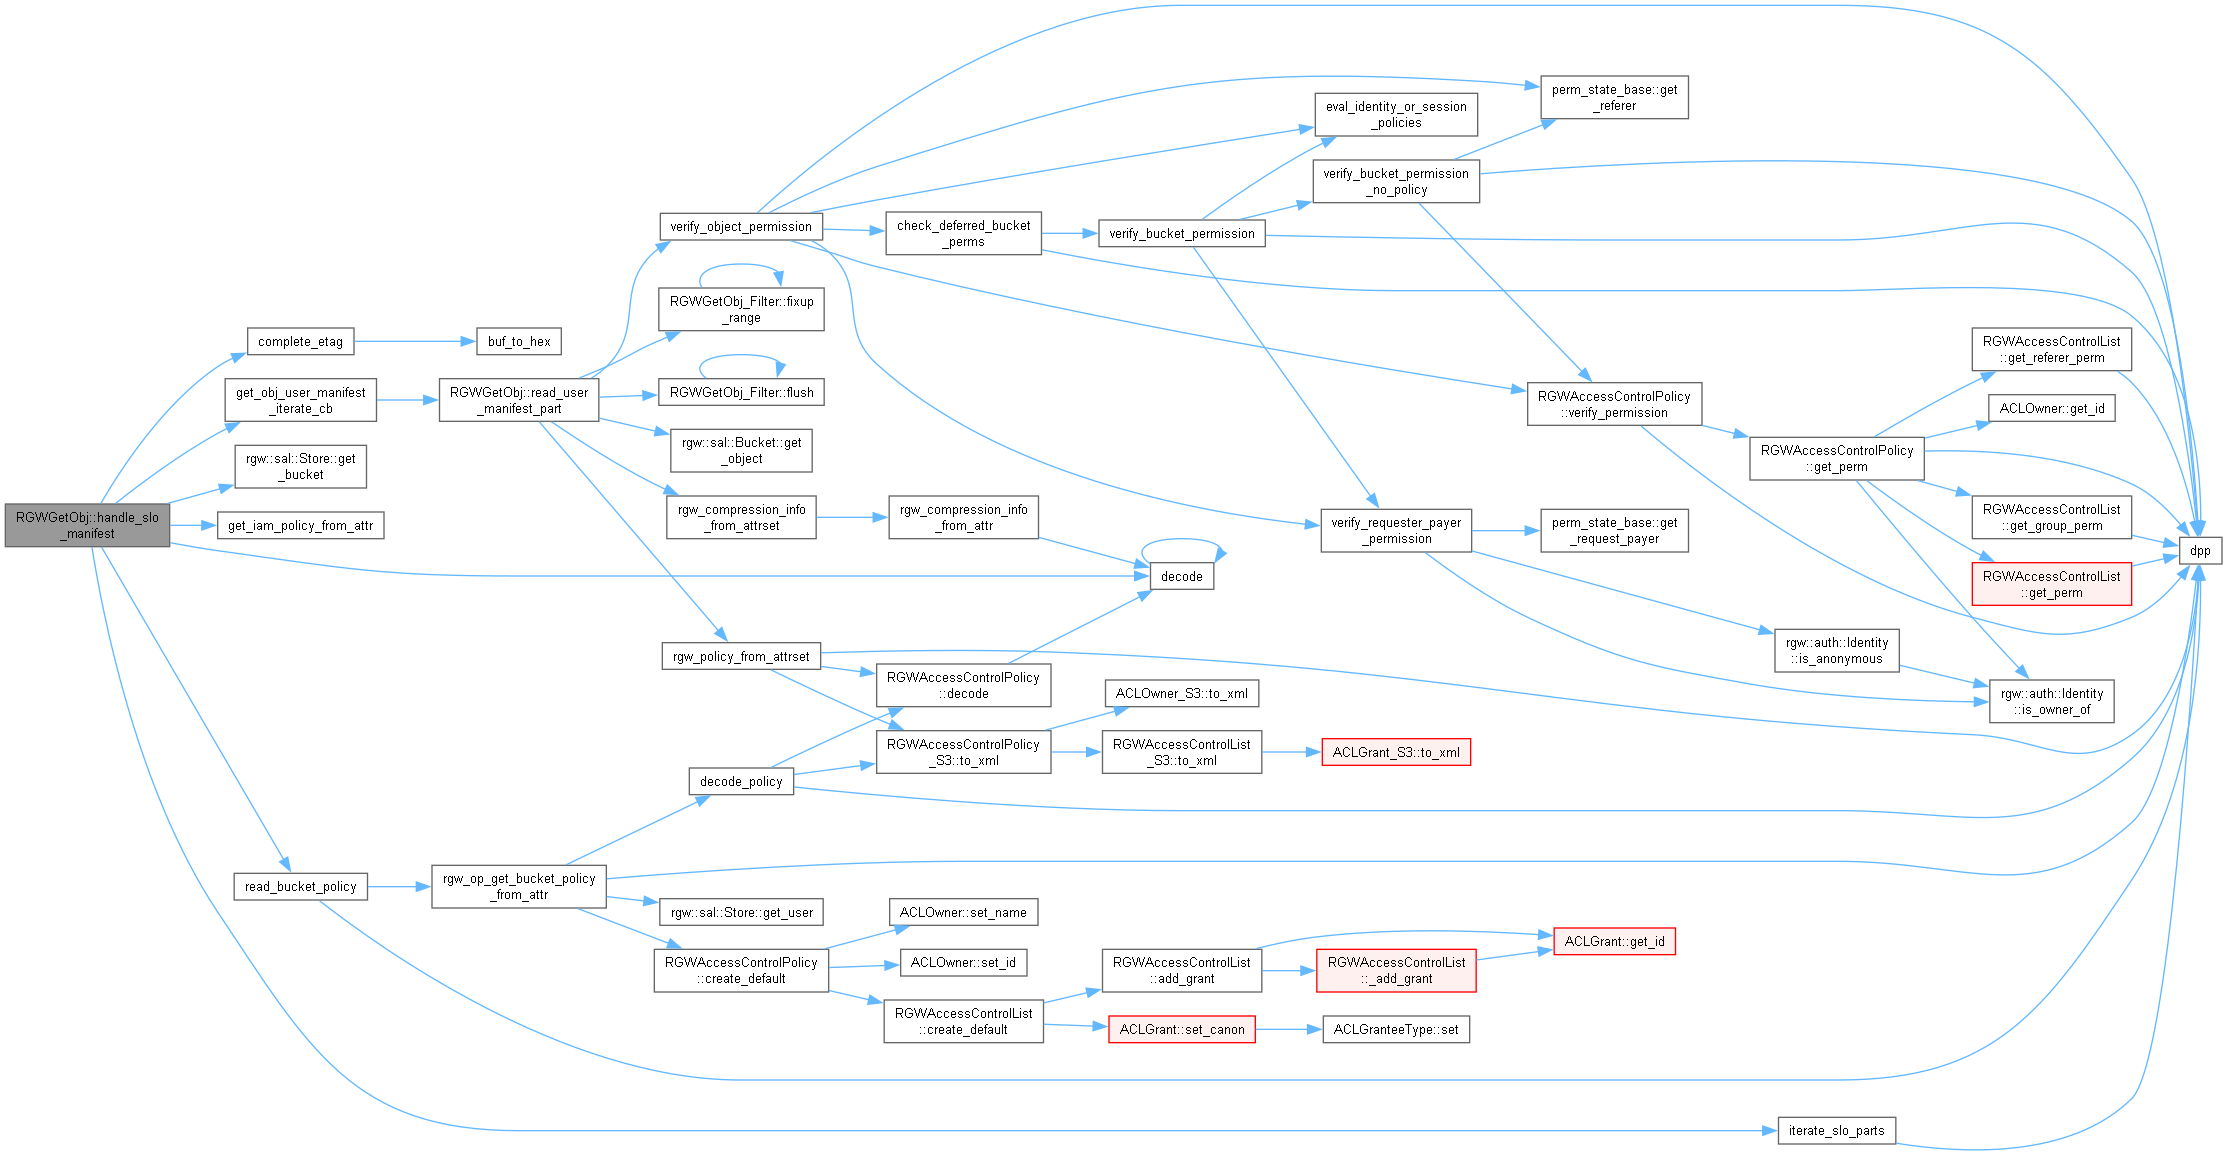 RGWGetObj::handle_slo
_manifest
complete_etag
buf_to_hex
get_obj_user_manifest
_iterate_cb
rgw::sal::Store::get
_bucket
get_iam_policy_from_attr
read_bucket_policy
RGWGetObj::read_user
_manifest_part
rgw_op_get_bucket_policy
_from_attr
verify_object_permission
RGWGetObj_Filter::fixup
_range
RGWGetObj_Filter::flush
rgw::sal::Bucket::get
_object
rgw_compression_info
_from_attrset
rgw_policy_from_attrset
decode_policy
rgw::sal::Store::get_user
RGWAccessControlPolicy
::create_default
check_deferred_bucket
_perms
rgw_compression_info
_from_attr
RGWAccessControlPolicy
::decode
RGWAccessControlPolicy
_S3::to_xml
ACLOwner::set_name
ACLOwner::set_id
RGWAccessControlList
::create_default
verify_bucket_permission
decode
ACLOwner_S3::to_xml
RGWAccessControlList
_S3::to_xml
RGWAccessControlList
::add_grant
ACLGrant::set_canon
eval_identity_or_session
_policies
verify_bucket_permission
_no_policy
verify_requester_payer
_permission
ACLGrant_S3::to_xml
RGWAccessControlList
::_add_grant
ACLGranteeType::set
perm_state_base::get
_referer
RGWAccessControlPolicy
::verify_permission
perm_state_base::get
_request_payer
ACLGrant::get_id
RGWAccessControlPolicy
::get_perm
rgw::auth::Identity
::is_anonymous
iterate_slo_parts
RGWAccessControlList
::get_referer_perm
ACLOwner::get_id
RGWAccessControlList
::get_group_perm
RGWAccessControlList
::get_perm
rgw::auth::Identity
::is_owner_of
dpp